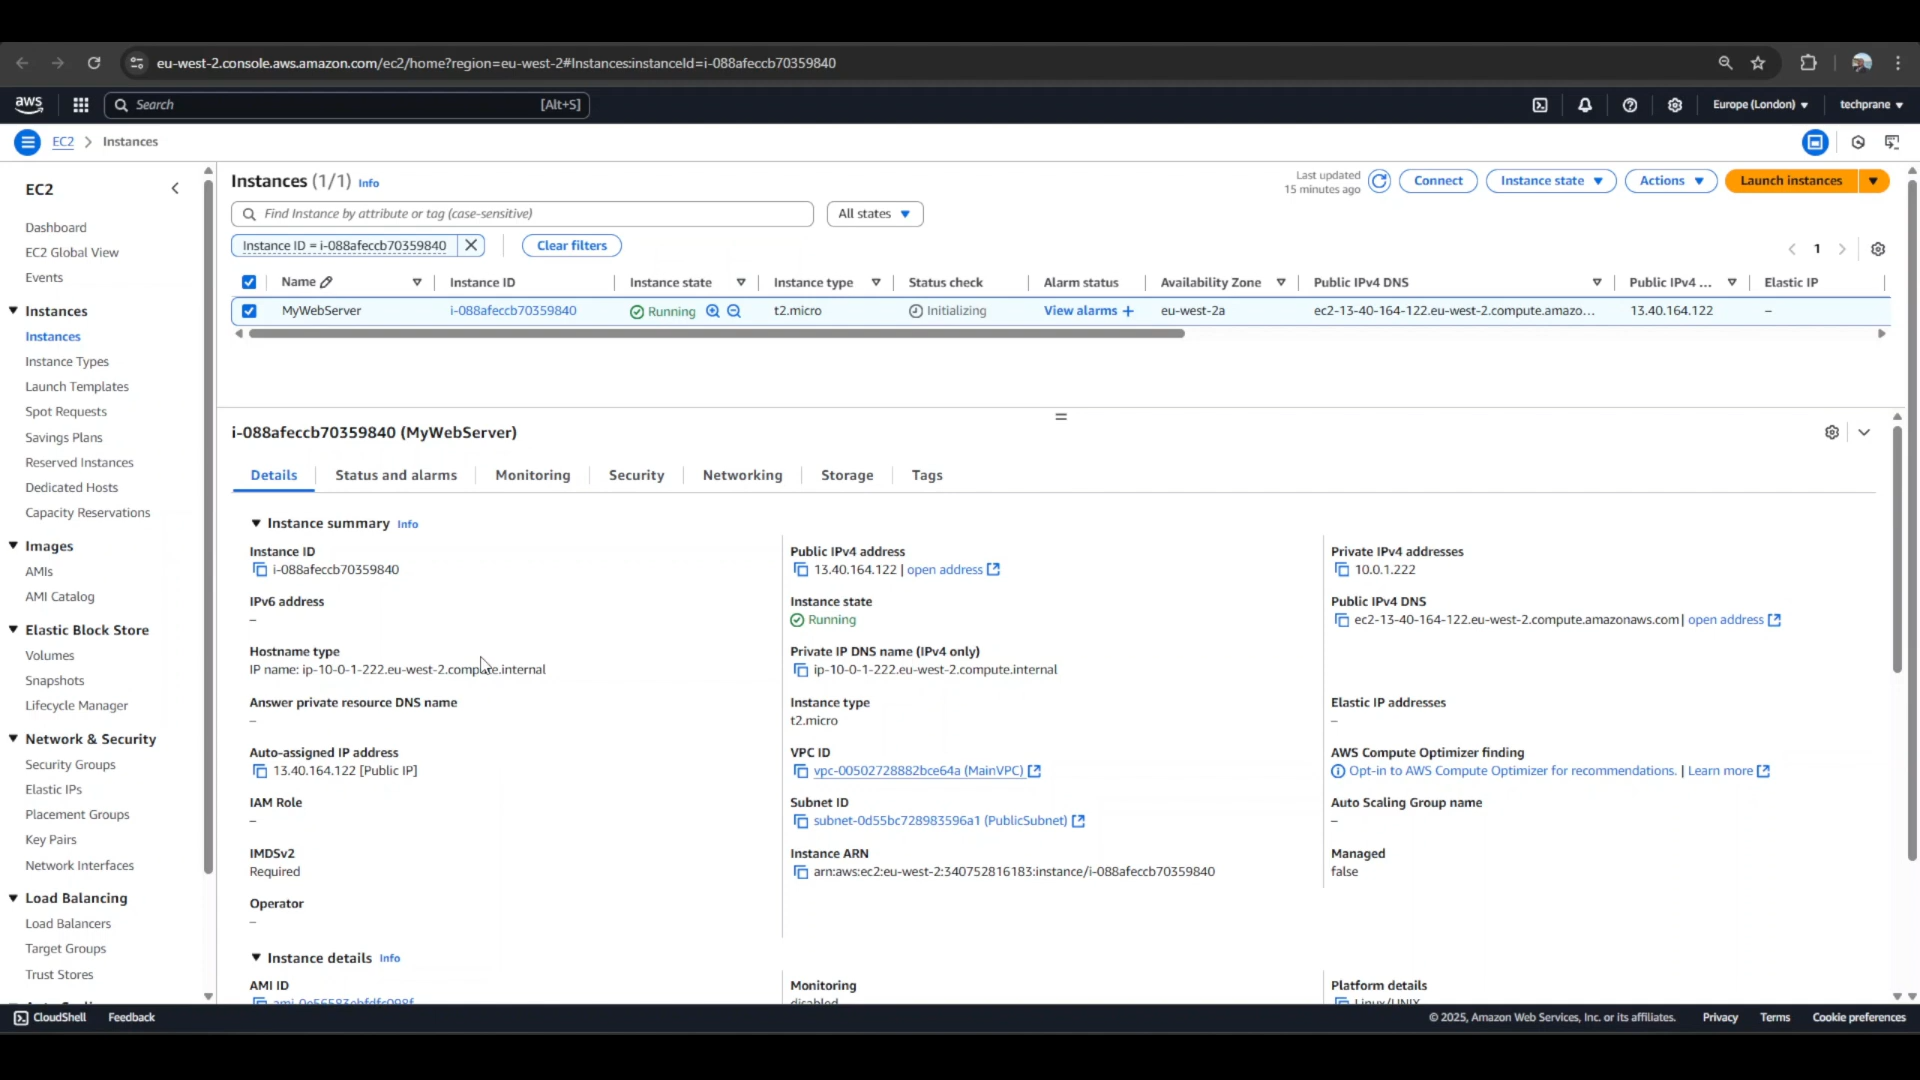 eu-west-2.console.aws.amazon.com/ec2/home?region=eu-west-2#Instances:instanceId=i-088afeccb70359840
aws
Search
[Alt+S]
Europe (London)
techprane
EC2
Instances
EC2
Dashboard
EC2 Global View
Events
Instances
Instances
Instance Types
Launch Templates
Spot Requests
Savings Plans
Reserved Instances
Dedicated Hosts
Capacity Reservations
Images
AMIs
AMI Catalog
Elastic Block Store
Volumes
Snapshots
Lifecycle Manager
Network & Security
Security Groups
Elastic IPs
Placement Groups
Key Pairs
Network Interfaces
Load Balancing
Load Balancers
Target Groups
Trust Stores
Instances (1/1) Info
Last updated
15 minutes ago
Connect
Instance state
Actions
Launch instances
Find Instance by attribute or tag (case-sensitive)
All states
Instance ID = i-088afeccb70359840
Clear filters
1
Name
Instance ID
Instance state
Instance type
Status check
Alarm status
Availability Zone
Public IPv4 DNS
Public IPv4 ...
Elastic IP
MyWebServer
i-088afeccb70359840
Running
t2.micro
Initializing
View alarms +
eu-west-2a
ec2-13-40-164-122.eu-west-2.compute.amazo...
13.40.164.122
–
i-088afeccb70359840 (MyWebServer)
Details
Status and alarms
Monitoring
Security
Networking
Storage
Tags
Instance summary Info
Instance ID
i-088afeccb70359840
IPv6 address
–
Hostname type
IP name: ip-10-0-1-222.eu-west-2.compute.internal
Answer private resource DNS name
–
Auto-assigned IP address
13.40.164.122 [Public IP]
IAM Role
–
IMDSv2
Required
Operator
–
Public IPv4 address
13.40.164.122 | open address
Instance state
Running
Private IP DNS name (IPv4 only)
ip-10-0-1-222.eu-west-2.compute.internal
Instance type
t2.micro
VPC ID
vpc-00502728882bce64a (MainVPC)
Subnet ID
subnet-0d55bc728983596a1 (PublicSubnet)
Instance ARN
arn:aws:ec2:eu-west-2:340752816183:instance/i-088afeccb70359840
Private IPv4 addresses
10.0.1.222
Public IPv4 DNS
ec2-13-40-164-122.eu-west-2.compute.amazonaws.com | open address
Elastic IP addresses
–
AWS Compute Optimizer finding
Opt-in to AWS Compute Optimizer for recommendations. | Learn more
Auto Scaling Group name
–
Managed
false
Instance details Info
AMI ID
Monitoring
disabled
Platform details
Linux/UNIX
CloudShell
Feedback
© 2025, Amazon Web Services, Inc. or its affiliates.
Privacy
Terms
Cookie preferences